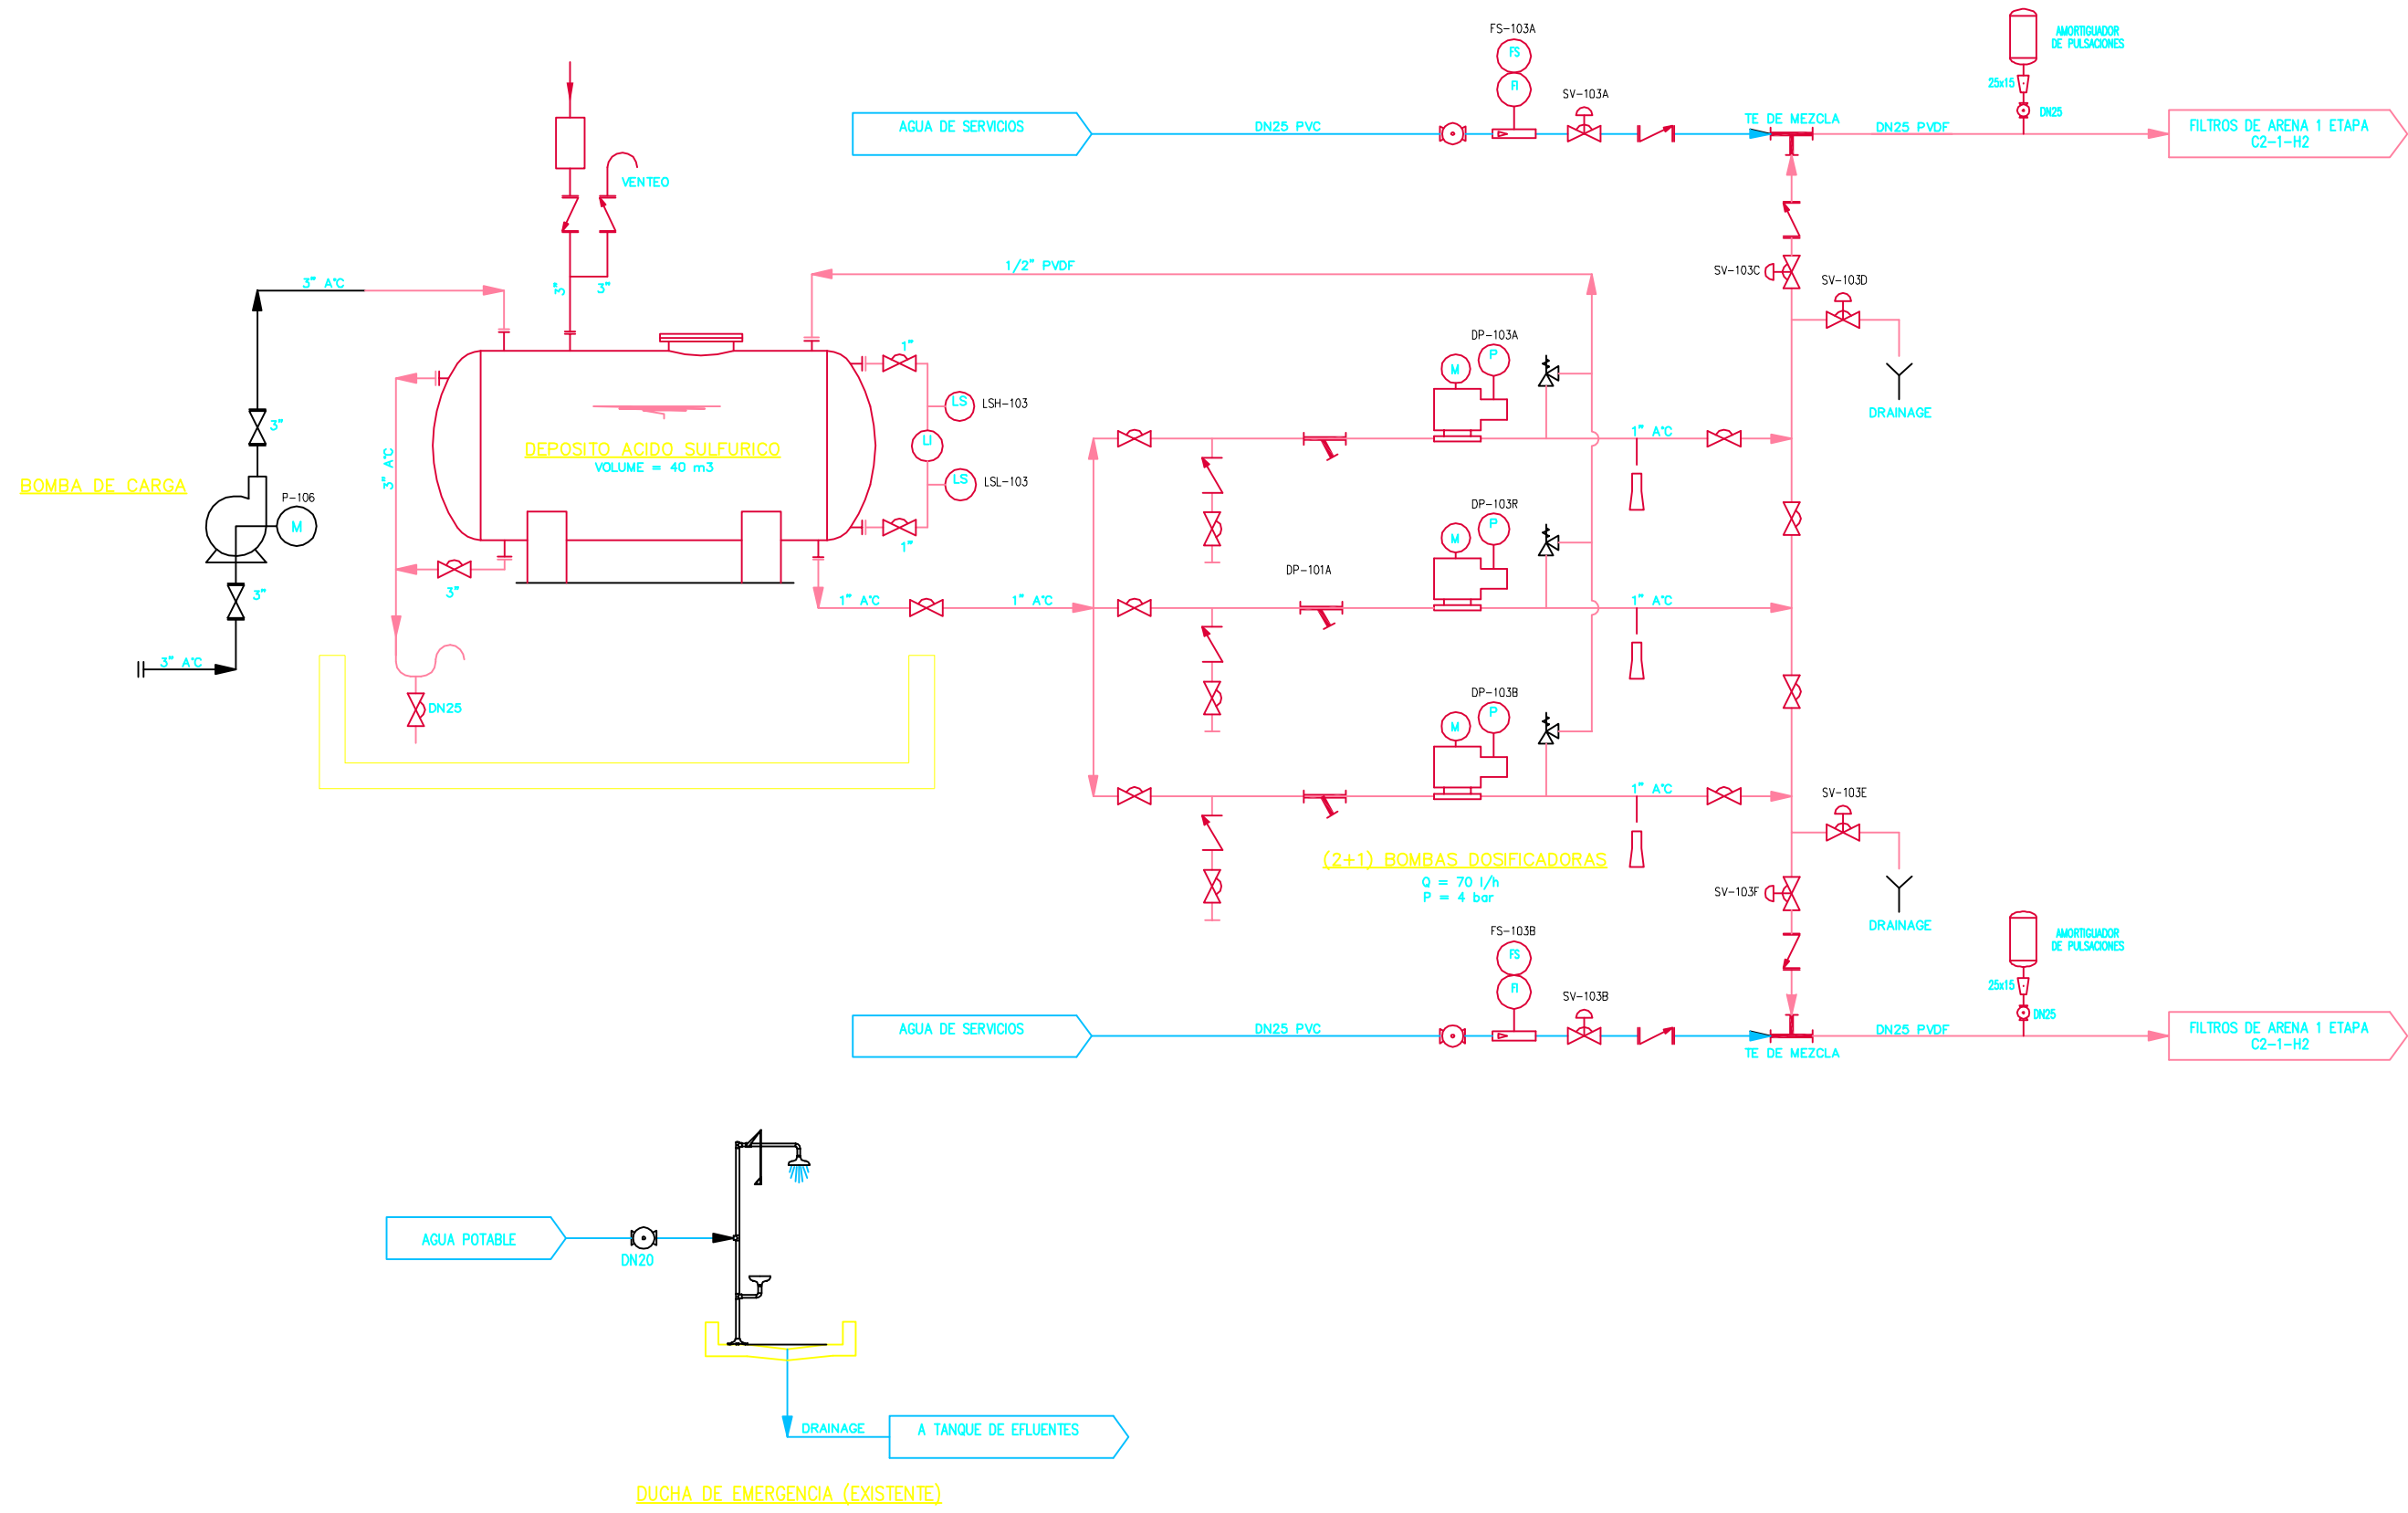 FS-103A
FS
FI
SV-103A
AMORTIGUADOR
DE PULSACIONES
25x15
DN25
AGUA DE SERVICIOS
DN25 PVC
TE DE MEZCLA
DN25 PVDF
FILTROS DE ARENA 1 ETAPA
C2-1-H2
VENTEO
3" A°C
3"
3"
1/2" PVDF
SV-103C
SV-103D
DRAINAGE
1"
DP-103A
M
P
LS
LSH-103
LI
DEPOSITO ACIDO SULFURICO
VOLUME = 40 m3
LS
LSL-103
1"
3" A°C
3"
BOMBA DE CARGA
P-106
M
3"
3" A°C
3"
DN25
1" A°C
1" A°C
1" A°C
DP-103R
M
P
DP-101A
1" A°C
DP-103B
M
P
1" A°C
SV-103E
(2+1) BOMBAS DOSIFICADORAS
Q = 70 l/h
P = 4 bar
SV-103F
DRAINAGE
FS-103B
FS
FI
SV-103B
AMORTIGUADOR
DE PULSACIONES
25x15
DN25
AGUA DE SERVICIOS
DN25 PVC
TE DE MEZCLA
DN25 PVDF
FILTROS DE ARENA 1 ETAPA
C2-1-H2
AGUA POTABLE
DN20
DRAINAGE
A TANQUE DE EFLUENTES
DUCHA DE EMERGENCIA (EXISTENTE)